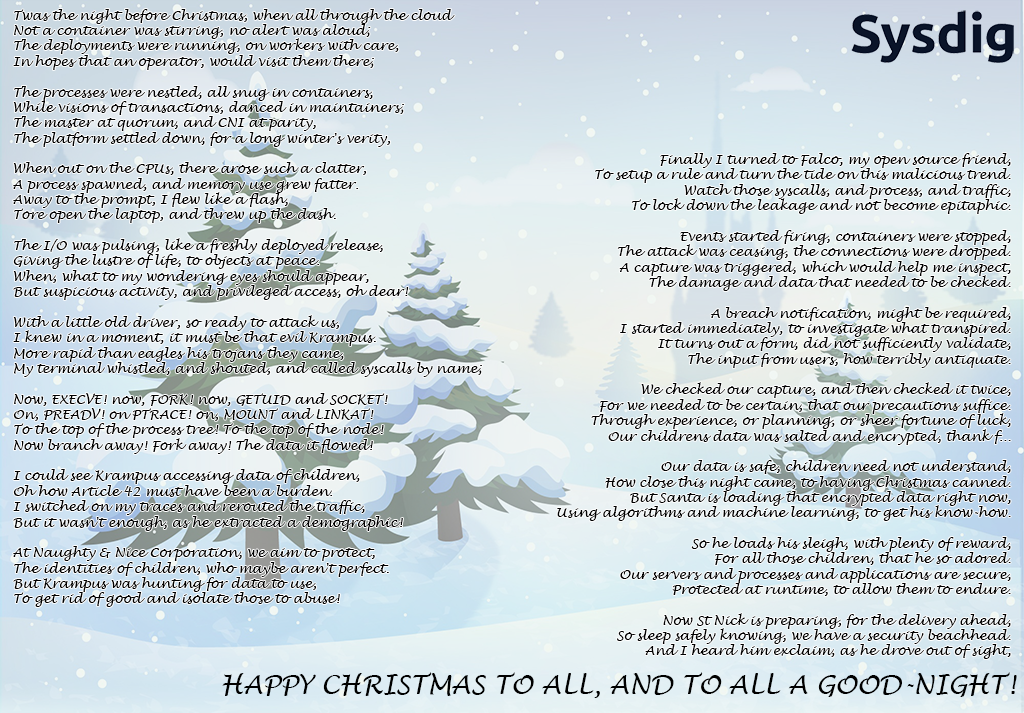 Twas the night before Christmas, when all through the cloud
Not a container was stirring, no alert was aloud;
The deployments were running, on workers with care,
In hopes that an operator, would visit them there;
The processes were nestled, all snug in containers,
While visions of transactions, danced in maintainers;
The master at quorum, and CNI at parity,
The platform settled down, for a long winter's verity,
When out on the CPUs, there arose such a clatter,
A process spawned, and memory use grew fatter.
Away to the prompt, I flew like a flash,
Tore open the laptop, and threw up the dash.
The I/O was pulsing, like a freshly deployed release,
Giving the lustre of life, to objects at peace.
When, what to my wondering eyes should appear,
But suspicious activity, and privileged access, oh dear!
With a little old driver, so ready to attack us,
I knew in a moment, it must be that evil Krampus.
More rapid than eagles his trojans they came,
My terminal whistled, and shouted, and called syscalls by name;
Now, EXECVE! now, FORK! now, GETUID and SOCKET!
On, PREADV! on PTRACE! on, MOUNT and LINKAT!
To the top of the process tree! To the top of the node!
Now branch away! Fork away! The data it flowed!
I could see Krampus accessing data of children,
Oh how Article 42 must have been a burden.
I switched on my traces and rerouted the traffic,
But it wasn't enough, as he extracted a demographic!
At Naughty & Nice Corporation, we aim to protect,
The identities of children, who maybe aren't perfect.
But Krampus was hunting for data to use,
To get rid of good and isolate those to abuse!
Sysdig
Finally I turned to Falco, my open source friend,
To setup a rule and turn the tide on this malicious trend.
Watch those syscalls, and process, and traffic,
To lock down the leakage and not become epitaphic.
Events started firing, containers were stopped,
The attack was ceasing, the connections were dropped.
A capture was triggered, which would help me inspect,
The damage and data that needed to be checked.
A breach notification, might be required,
I started immediately, to investigate what transpired.
It turns out a form, did not sufficiently validate,
The input from users, how terribly antiquate.
We checked our capture, and then checked it twice,
For we needed to be certain, that our precautions suffice.
Through experience, or planning, or sheer fortune of luck,
Our childrens data was salted and encrypted, thank f...
Our data is safe, children need not understand,
How close this night came, to having Christmas canned.
But Santa is loading that encrypted data right now,
Using algorithms and machine learning, to get his know-how.
So he loads his sleigh, with plenty of reward,
For all those children, that he so adored.
Our servers and processes and applications are secure,
Protected at runtime, to allow them to endure.
Now St Nick is preparing, for the delivery ahead,
So sleep safely knowing, we have a security beachhead.
And I heard him exclaim, as he drove out of sight,
HAPPY CHRISTMAS TO ALL, AND TO ALL A GOOD-NIGHT!